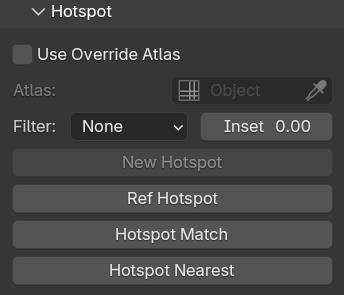 Hotspot
Use Override Atlas
Atlas: Object
Filter: None Inset 0.00
New Hotspot
Ref Hotspot
Hotspot Match
Hotspot Nearest